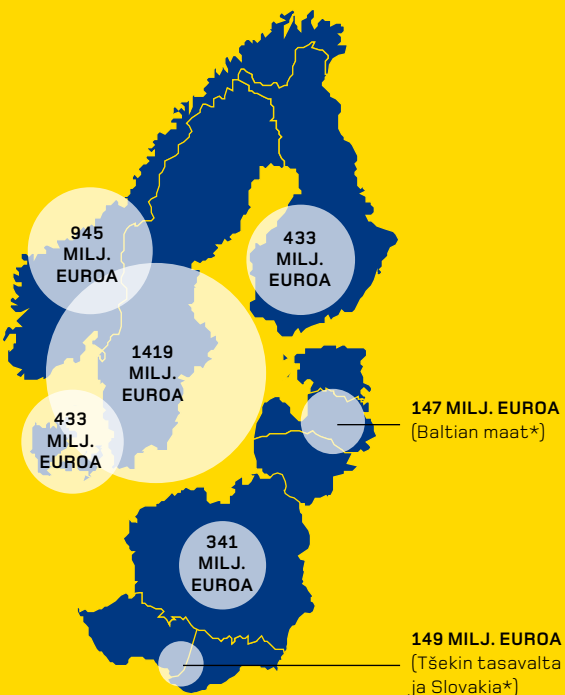 945
MILJ.
EUROA
433
MILJ.
EUROA
1419
MILJ.
EUROA
433
MILJ.
EUROA
147 MILJ. EUROA
(Baltian maat*)
341
MILJ.
EUROA
149 MILJ. EUROA
(Tšekin tasavalta
ja Slovakia*)